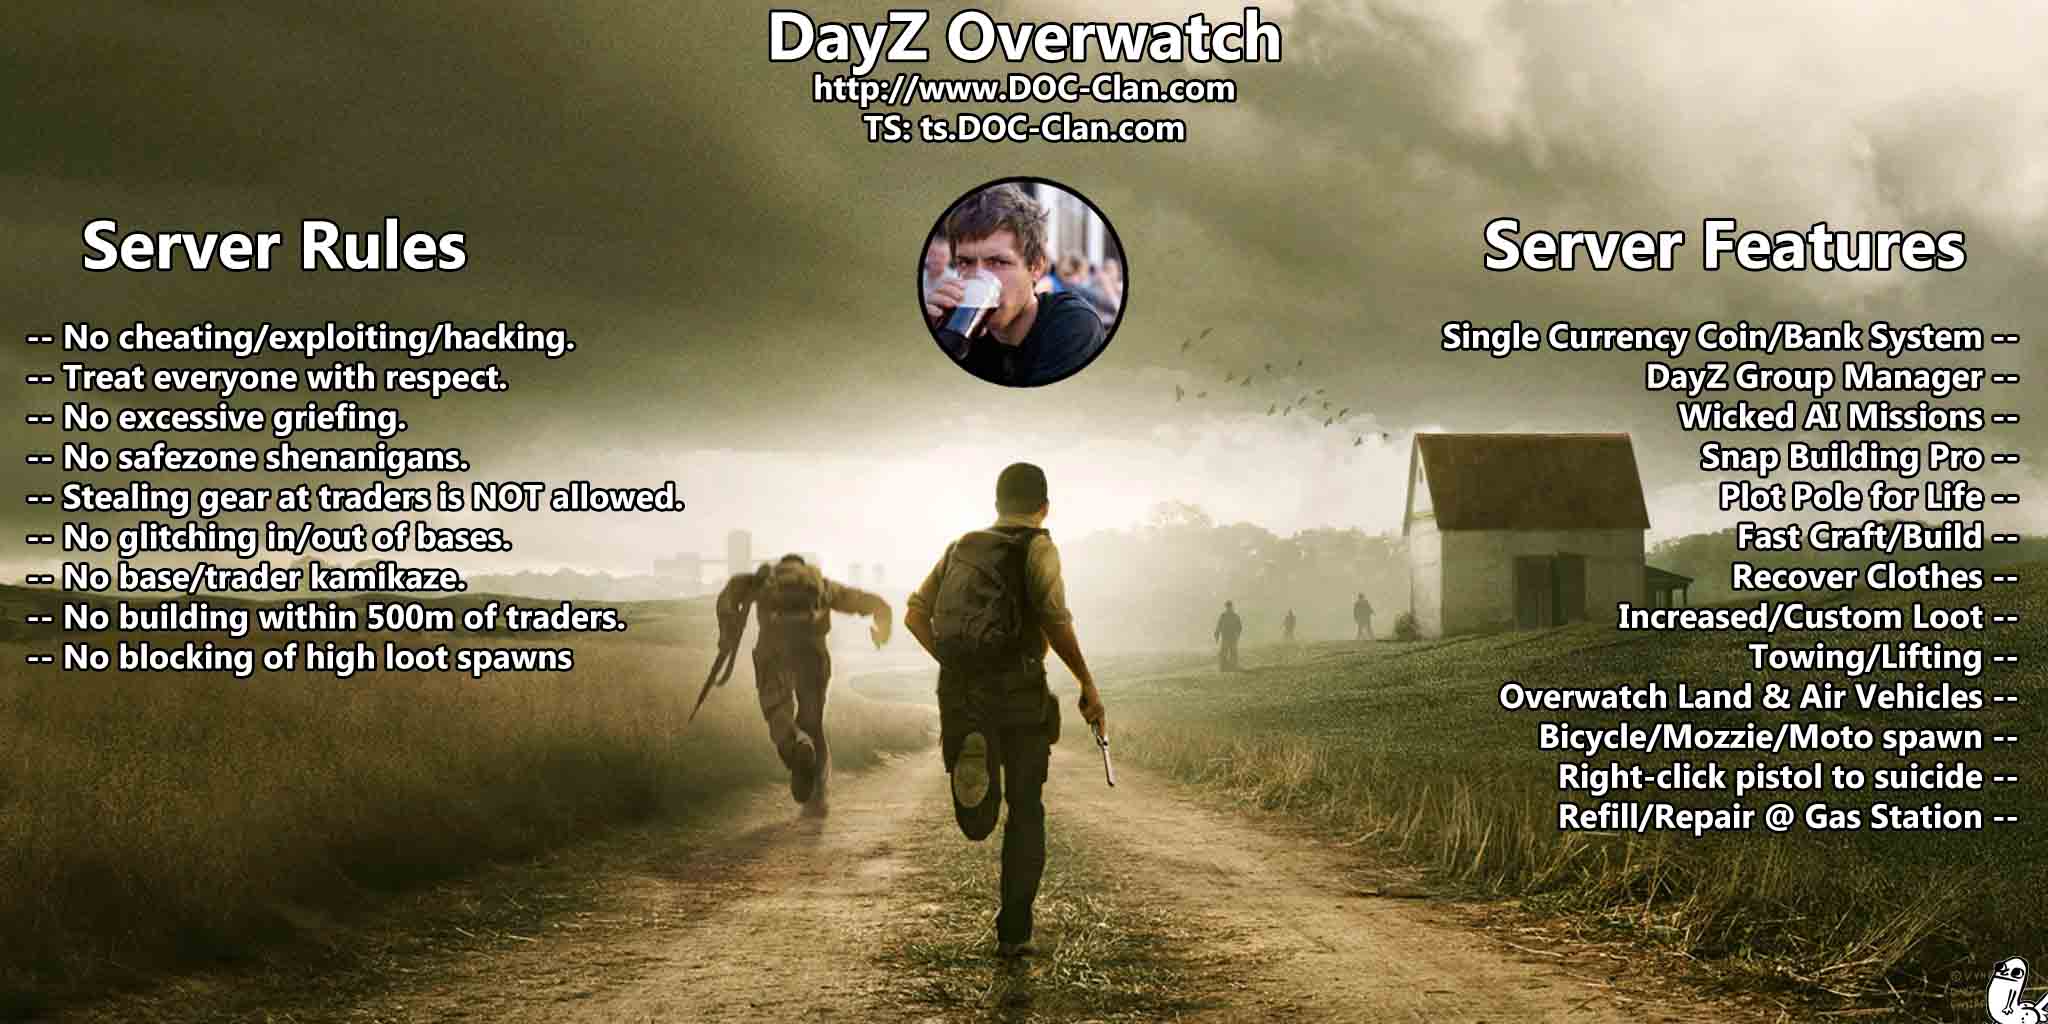 DayZ Overwatch
http://www.DOC-Clan.com
TS: ts.DOC-Clan.com
Server Rules
-- No cheating/exploiting/hacking.
-- Treat everyone with respect.
-- No excessive griefing.
-- No safezone shenanigans.
-- Stealing gear at traders is NOT allowed.
-- No glitching in/out of bases.
-- No base/trader kamikaze.
-- No building within 500m of traders.
-- No blocking of high loot spawns
Server Features
Single Currency Coin/Bank System --
DayZ Group Manager --
Wicked AI Missions --
Snap Building Pro --
Plot Pole for Life --
Fast Craft/Build --
Recover Clothes --
Increased/Custom Loot --
Towing/Lifting --
Overwatch Land & Air Vehicles --
Bicycle/Mozzie/Moto spawn --
Right-click pistol to suicide --
Refill/Repair @ Gas Station --